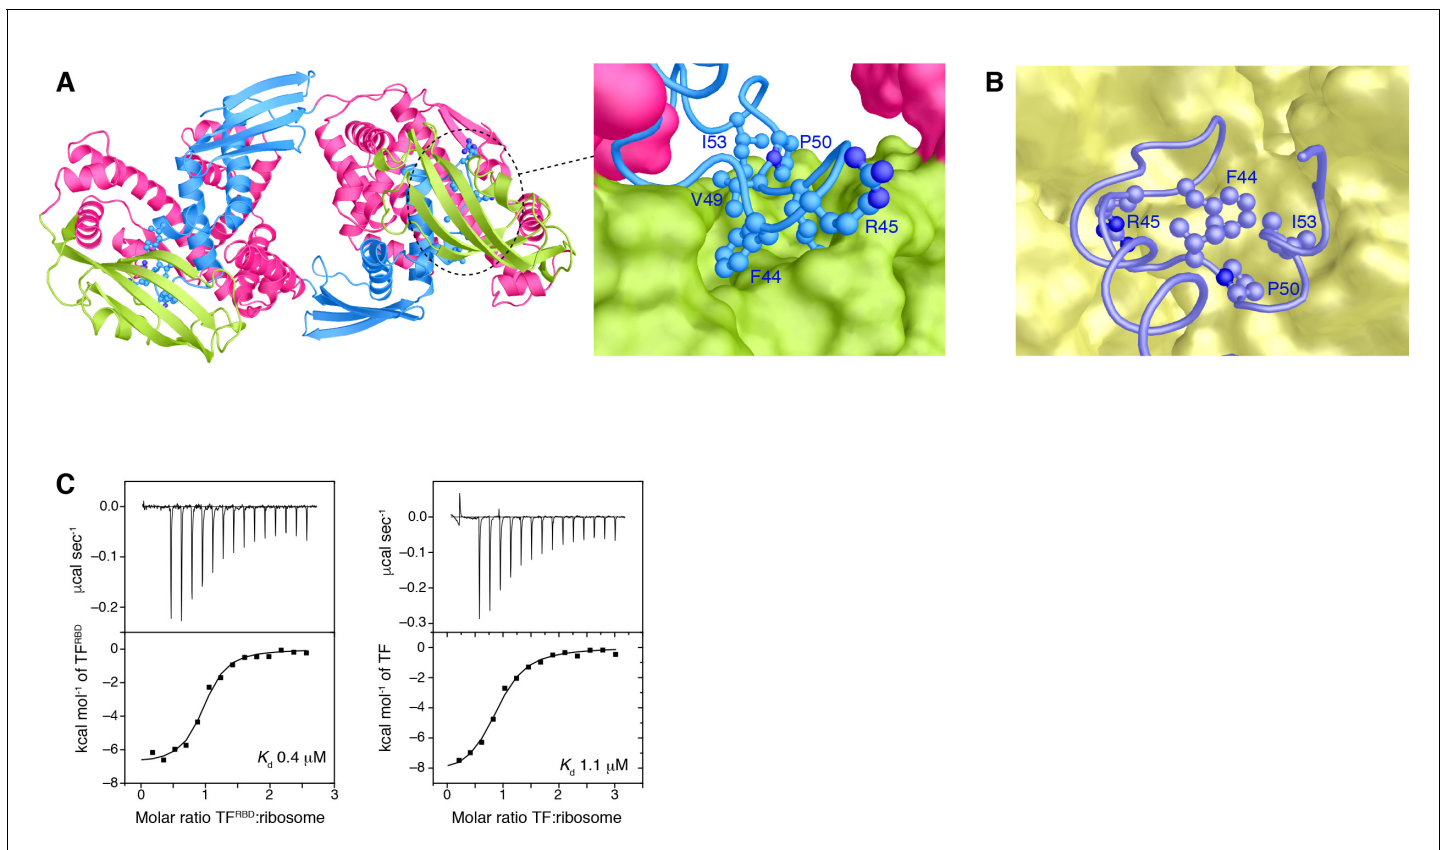 A
I53
P50
V49
R45
F44
B
F44
R45
I53
P50
C
0.0
−0.1
−0.2
μcal sec⁻¹
0
−2
−4
−6
−8
kcal mol⁻¹ of TFᴿᴮᴰ
K_d 0.4 μM
0 1 2 3
Molar ratio TFᴿᴮᴰ:ribosome
0.0
−0.1
−0.2
−0.3
μcal sec⁻¹
0
−2
−4
−6
−8
kcal mol⁻¹ of TF
K_d 1.1 μM
0 1 2 3
Molar ratio TF:ribosome